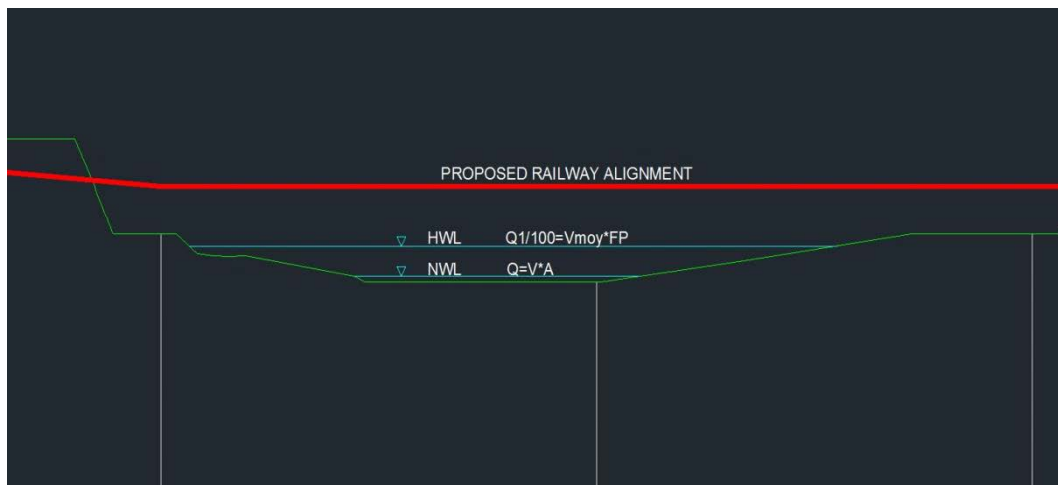 PROPOSED RAILWAY ALIGNMENT
HWL Q1/100=Vmoy*FP
NWL Q=V*A